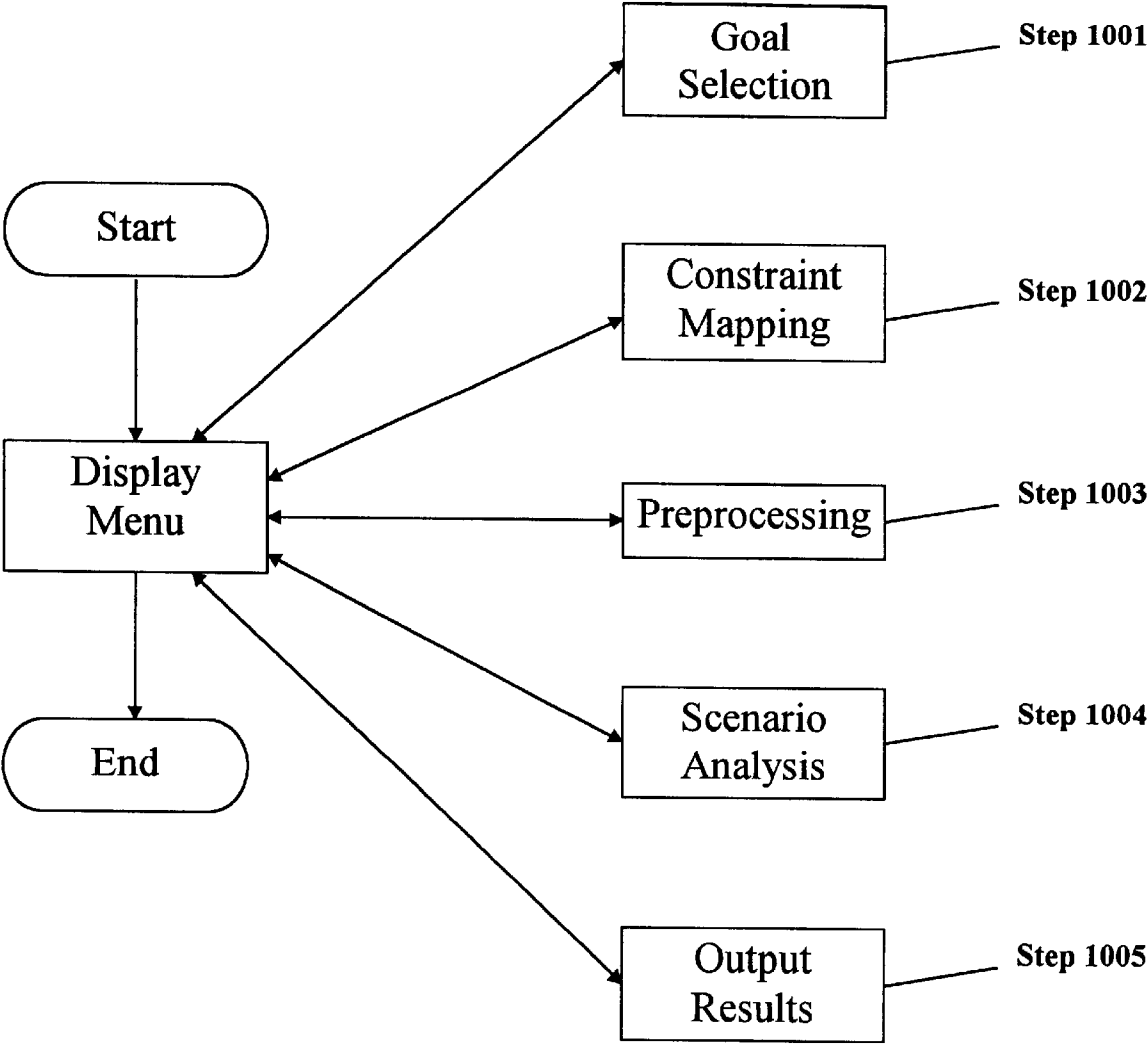 Goal
Selection
Step 1001
Start
Constraint
Mapping
Step 1002
Display
Menu
Preprocessing
Step 1003
Scenario
Analysis
Step 1004
End
Output
Results
Step 1005